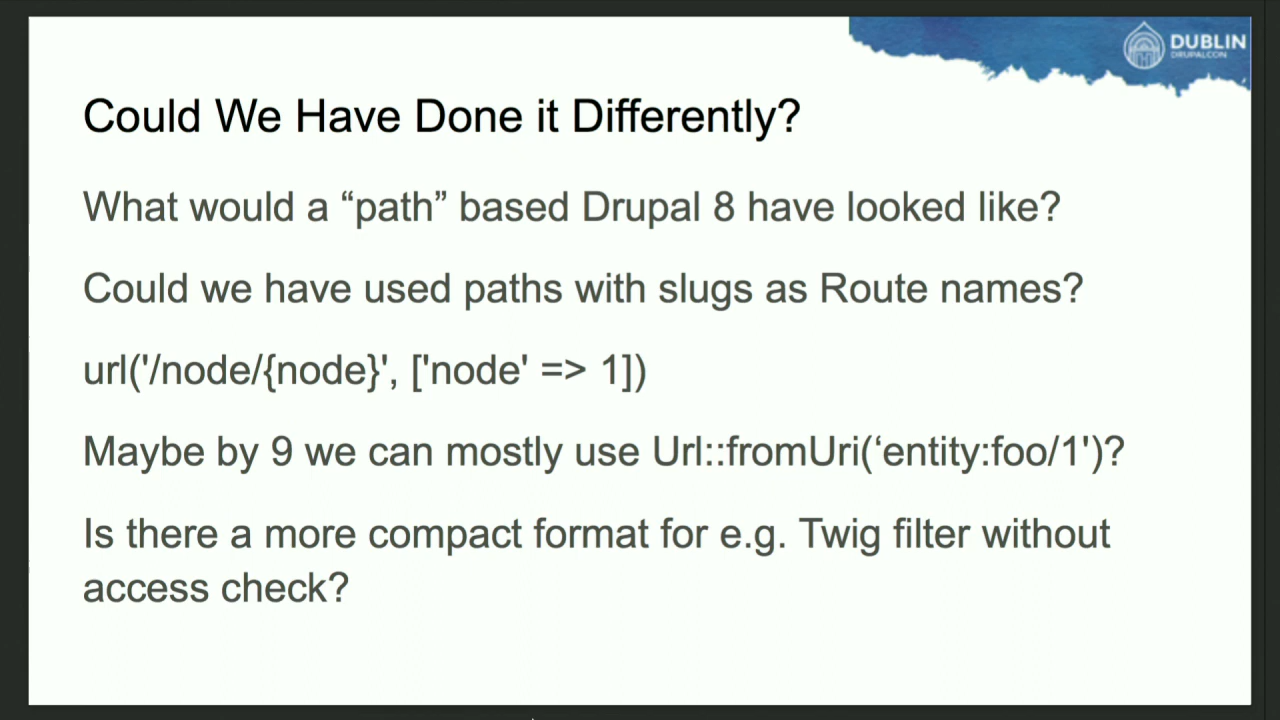 DUBLIN
DRUPALCON
Could We Have Done it Differently?
What would a “path” based Drupal 8 have looked like?
Could we have used paths with slugs as Route names?
url('/node/{node}', ['node' => 1])
Maybe by 9 we can mostly use Url::fromUri(‘entity:foo/1')?
Is there a more compact format for e.g. Twig filter without
access check?